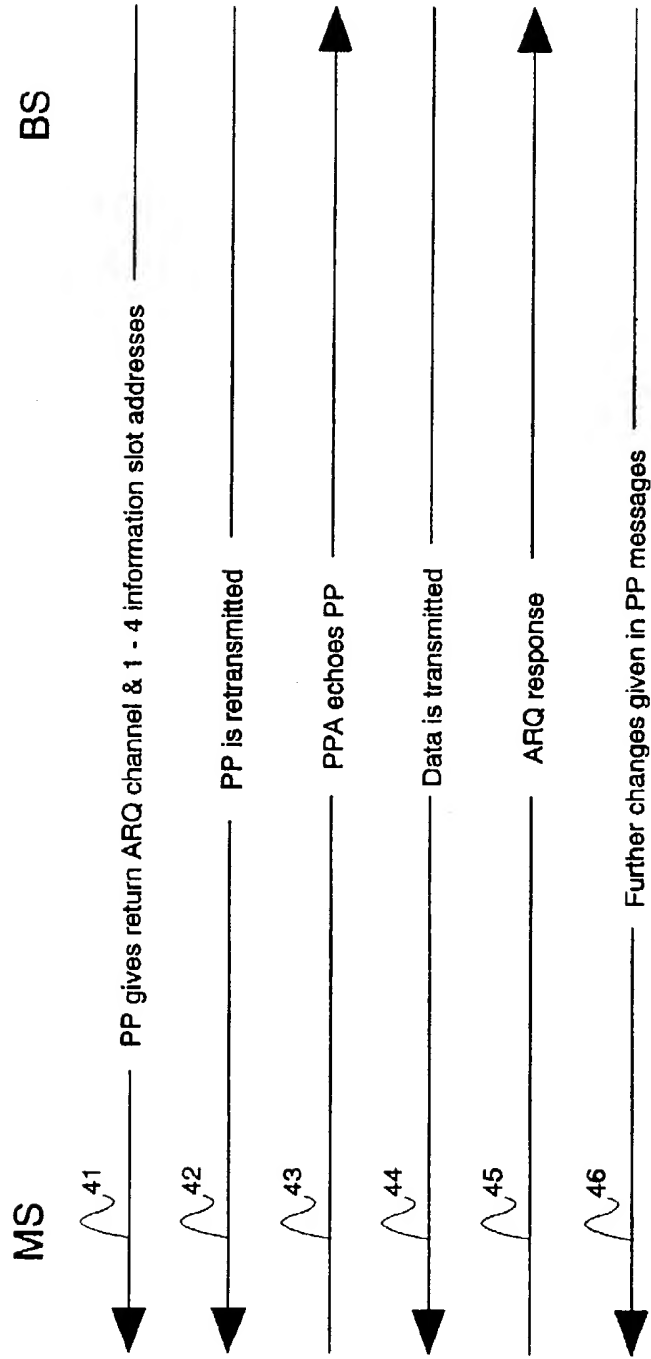 MS
BS
41
PP gives return ARQ channel & 1 - 4 information slot addresses
42
PP is retransmitted
43
PPA echoes PP
44
Data is transmitted
45
ARQ response
46
Further changes given in PP messages